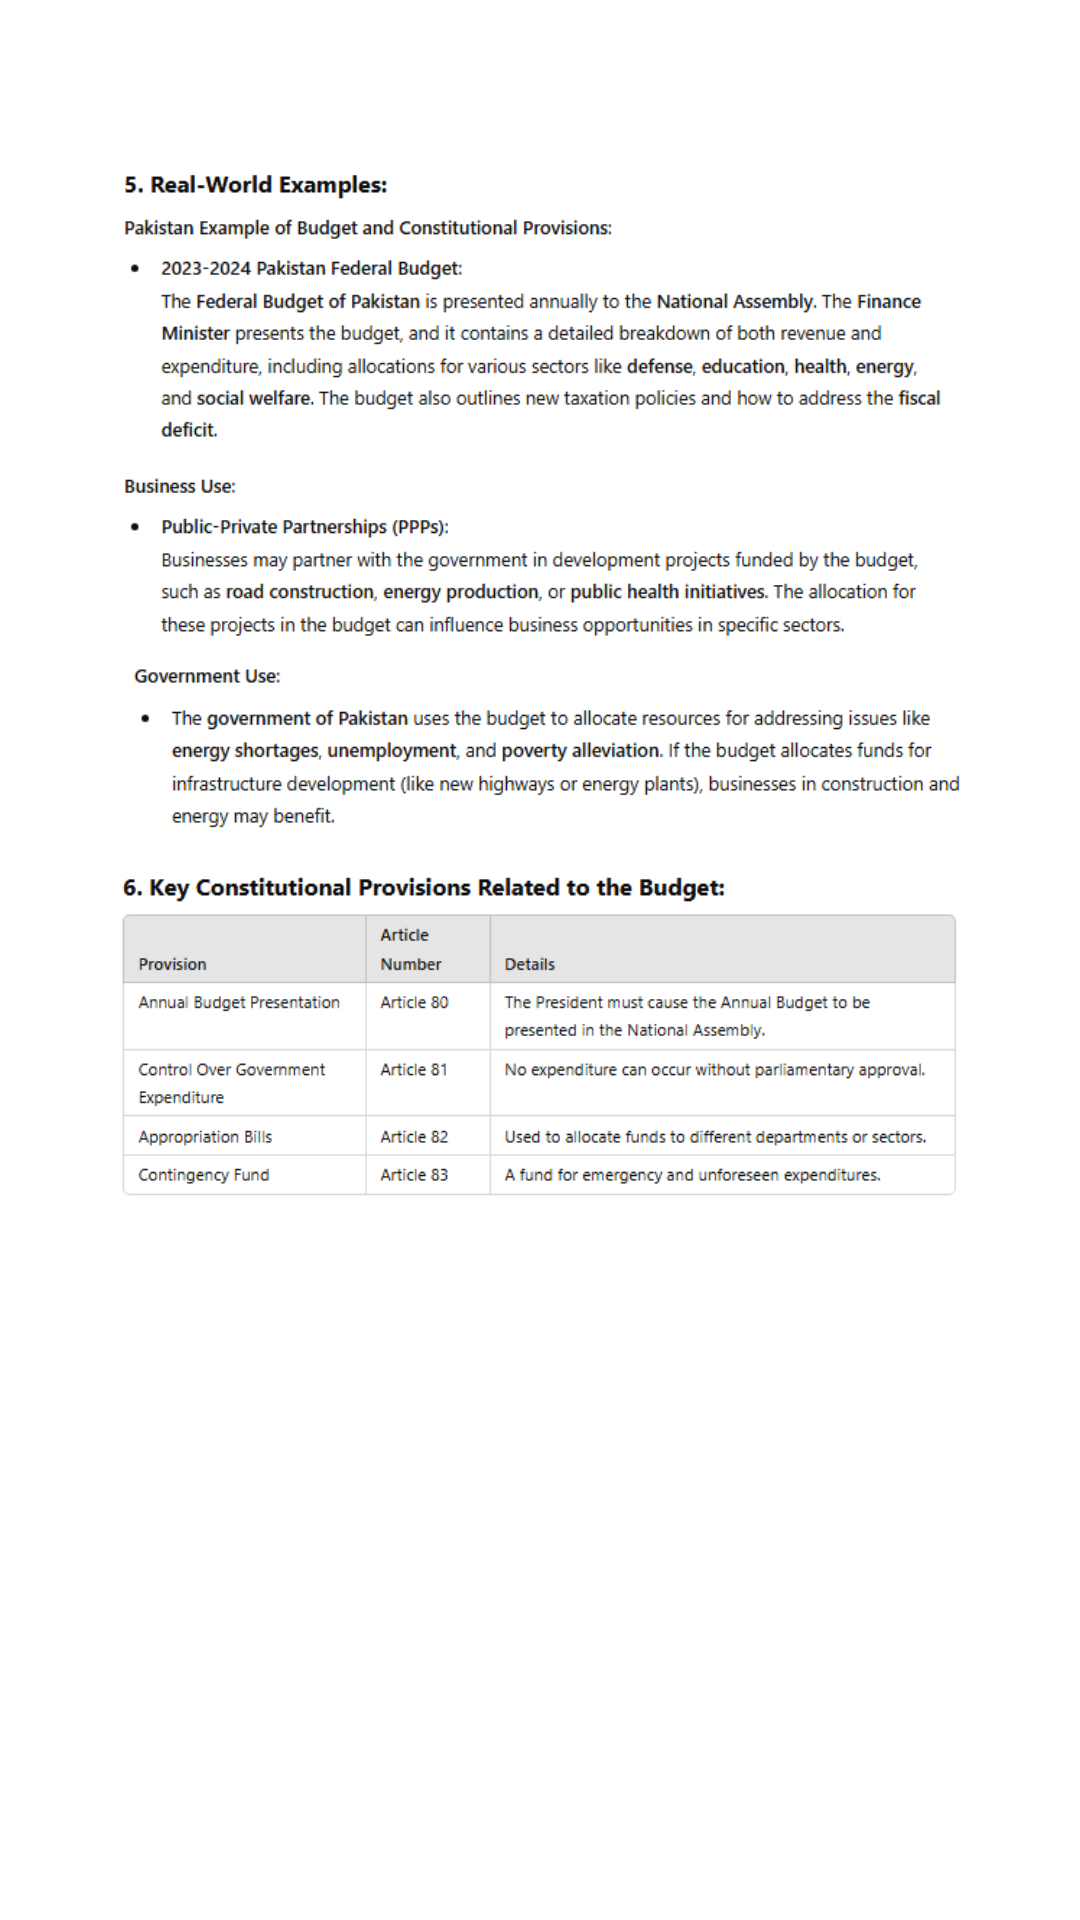 5. Real-World Examples:
Pakistan Example of Budget and Constitutional Provisions:
• 2023-2024 Pakistan Federal Budget:
The Federal Budget of Pakistan is presented annually to the National Assembly. The Finance
Minister presents the budget, and it contains a detailed breakdown of both revenue and
expenditure, including allocations for various sectors like defense, education, health, energy,
and social welfare. The budget also outlines new taxation policies and how to address the fiscal
deficit.
Business Use:
• Public-Private Partnerships (PPPs):
Businesses may partner with the government in development projects funded by the budget,
such as road construction, energy production, or public health initiatives. The allocation for
these projects in the budget can influence business opportunities in specific sectors.
Government Use:
• The government of Pakistan uses the budget to allocate resources for addressing issues like
energy shortages, unemployment, and poverty alleviation. If the budget allocates funds for
infrastructure development (like new highways or energy plants), businesses in construction and
energy may benefit.
6. Key Constitutional Provisions Related to the Budget:
Provision Article Number Details
Annual Budget Presentation Article 80 The President must cause the Annual Budget to be
presented in the National Assembly.
Control Over Government Article 81 No expenditure can occur without parliamentary approval.
Expenditure
Appropriation Bills Article 82 Used to allocate funds to different departments or sectors.
Contingency Fund Article 83 A fund for emergency and unforeseen expenditures.